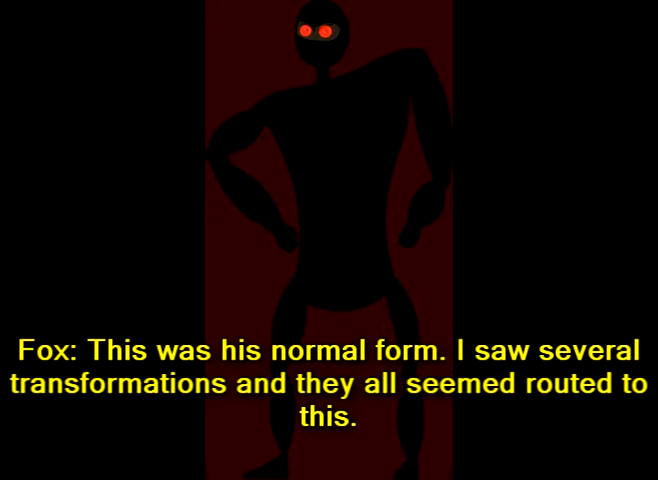 Fox: This was his normal form. I saw several
transformations and they all seemed routed to
this.